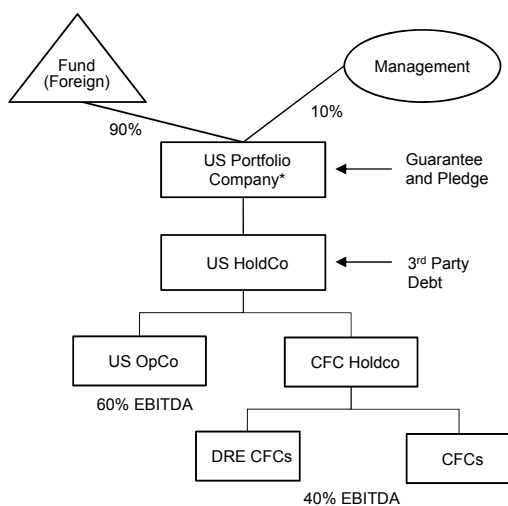 Fund
(Foreign)
Management
90%
10%
US Portfolio
Company*
Guarantee
and Pledge
US HoldCo
3rd Party
Debt
US OpCo
CFC Holdco
60% EBITDA
DRE CFCs
CFCs
40% EBITDA